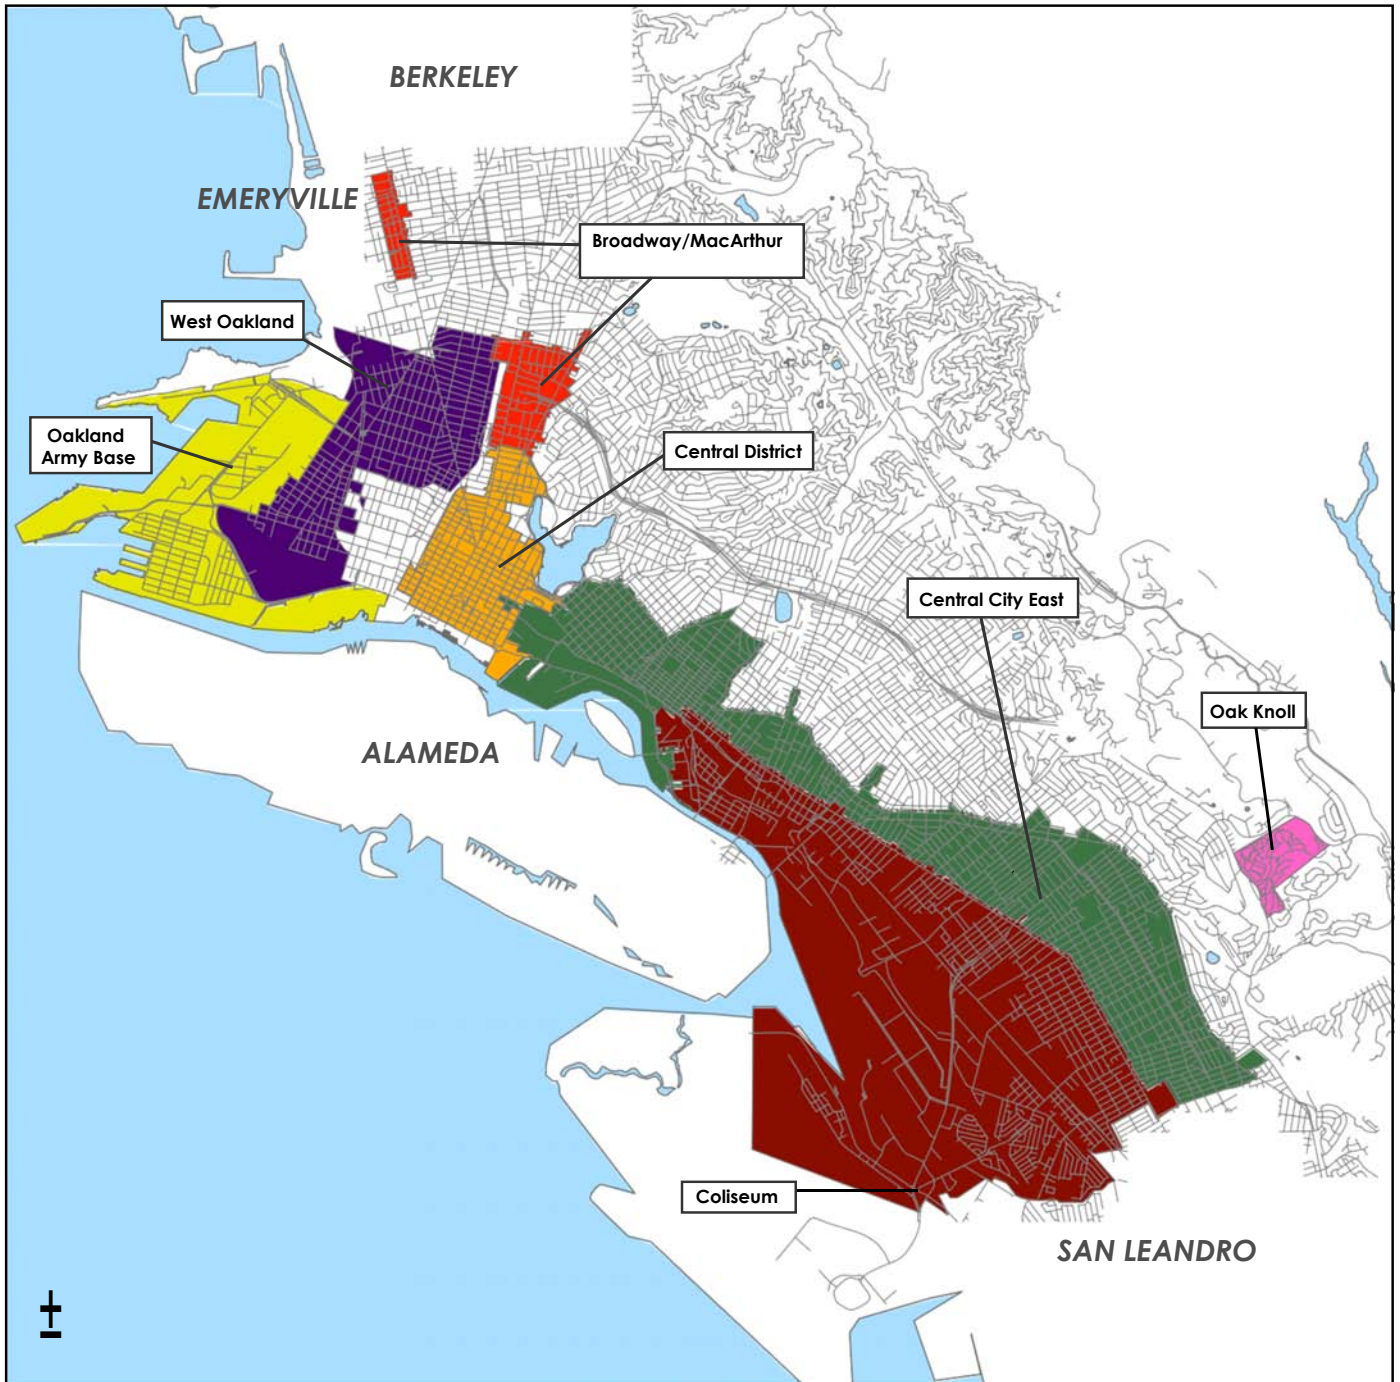 BERKELEY
EMERYVILLE
Broadway/MacArthur
West Oakland
Oakland
Army Base
Central District
Central City East
Oak Knoll
ALAMEDA
Coliseum
SAN LEANDRO